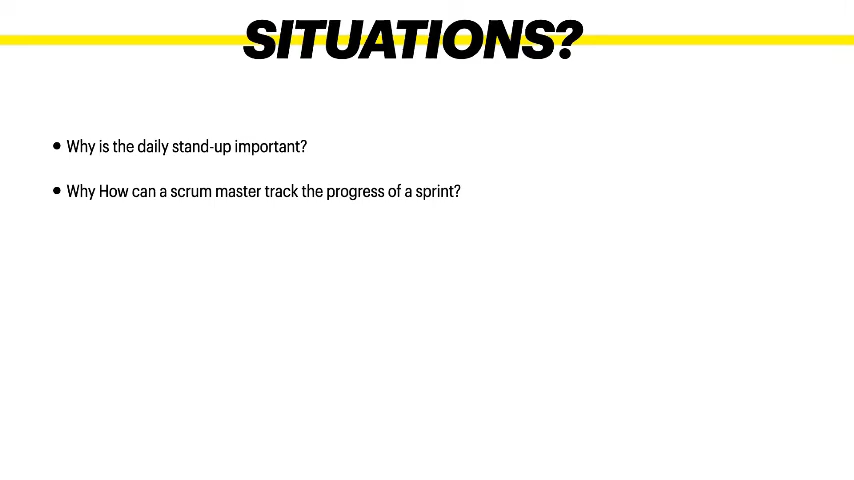 SITUATIONS?
• Why is the daily stand-up important?
• Why How can a scrum master track the progress of a sprint?